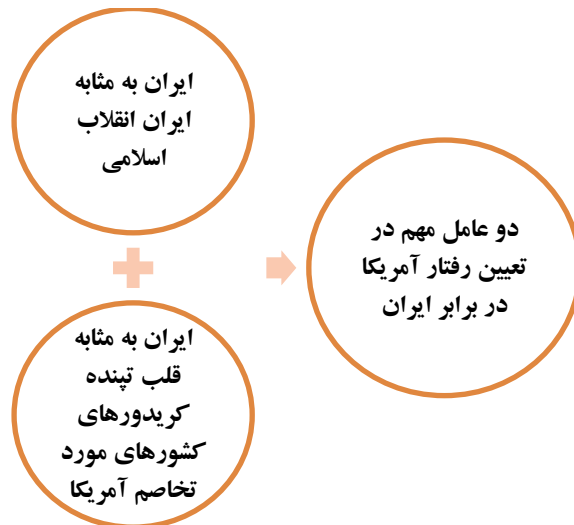 ایران به مثابه
ایران انقلاب
اسلامی
ایران به مثابه
قلب تپنده
کریدورهای
کشورهای مورد
تخاصم آمریکا
دو عامل مهم در
تعیین رفتار آمریکا
در برابر ایران